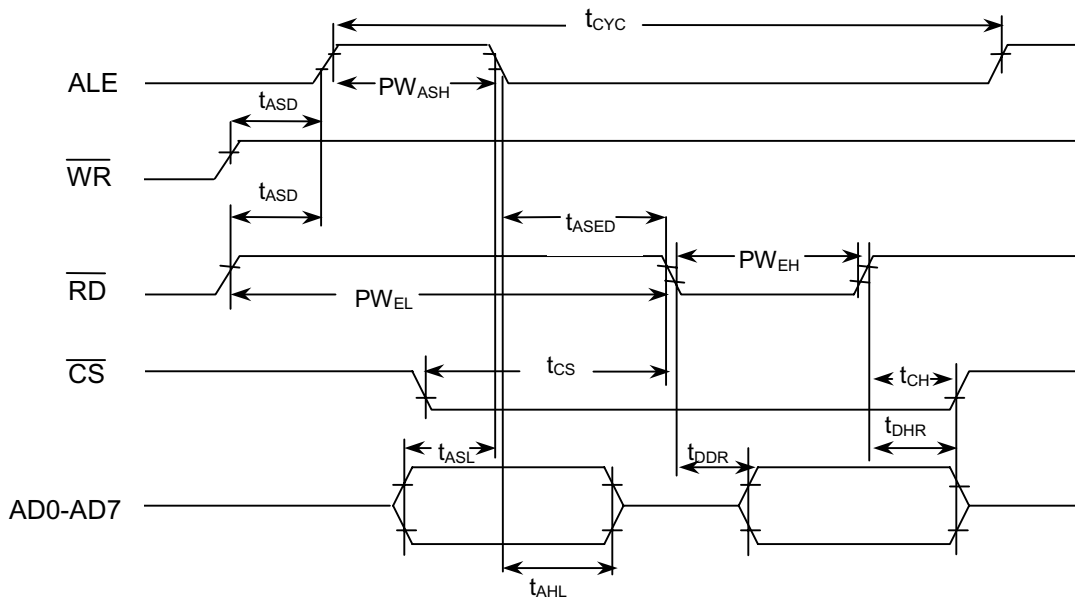 tCYC
ALE
PWASH
tASD
WR
tASD
tASED
RD
PWEH
PWEL
CS
tCS
tCH
tDHR
tASL
tDDR
AD0-AD7
tAHL